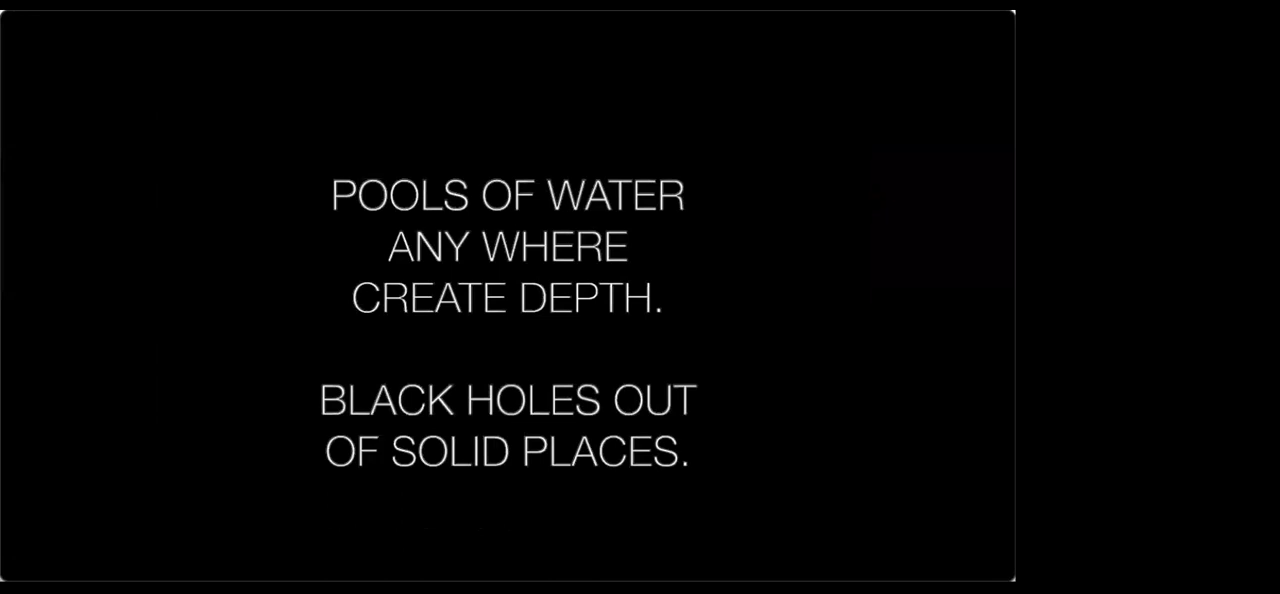 POOLS OF WATER
ANY WHERE
CREATE DEPTH.
BLACK HOLES OUT
OF SOLID PLACES.